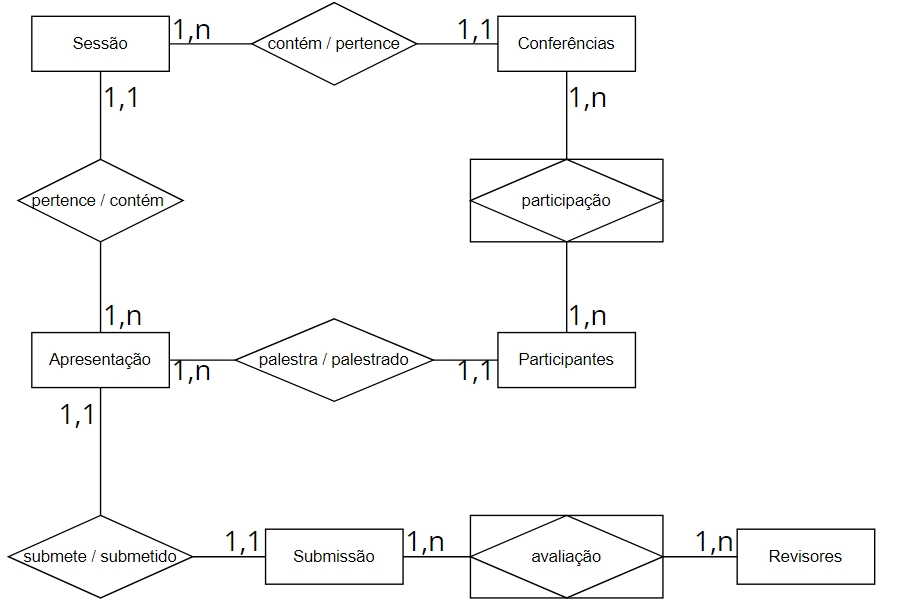 Sessão
1,n
contém / pertence
1,1
Conferências
1,1
1,n
pertence / contém
participação
1,n
1,n
Apresentação
1,n
palestra / palestrado
1,1
Participantes
1,1
submete / submetido
1,1
Submissão
1,n
avaliação
1,n
Revisores